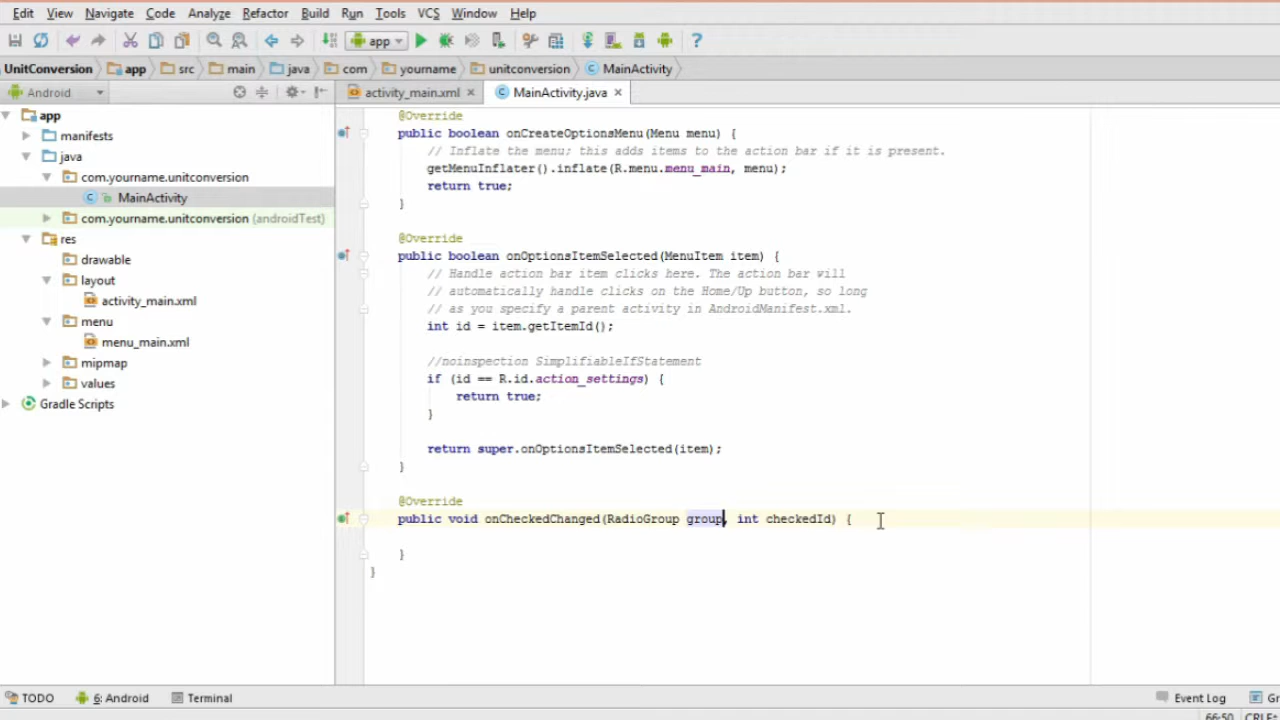 Edit View Navigate Code Analyze Refactor Build Run Tools VCS Window Help
app
?
UnitConversion app src main java com yourname unitconversion MainActivity
Android activity_main.xml MainActivity.java
app
manifests
java
com.yourname.unitconversion
MainActivity
com.yourname.unitconversion (androidTest)
res
drawable
layout
activity_main.xml
menu
menu_main.xml
mipmap
values
Gradle Scripts
@Override
public boolean onCreateOptionsMenu(Menu menu) {
// Inflate the menu; this adds items to the action bar if it is present.
getMenuInflater().inflate(R.menu.menu_main, menu);
return true;
}
@Override
public boolean onOptionsItemSelected(MenuItem item) {
// Handle action bar item clicks here. The action bar will
// automatically handle clicks on the Home/Up button, so long
// as you specify a parent activity in AndroidManifest.xml.
int id = item.getItemId();
//noinspection SimplifiableIfStatement
if (id == R.id.action_settings) {
return true;
}
return super.onOptionsItemSelected(item);
}
@Override
public void onCheckedChanged(RadioGroup group, int checkedId) {
}
}
TODO 6: Android Terminal Event Log Gr
66:50 CRLF